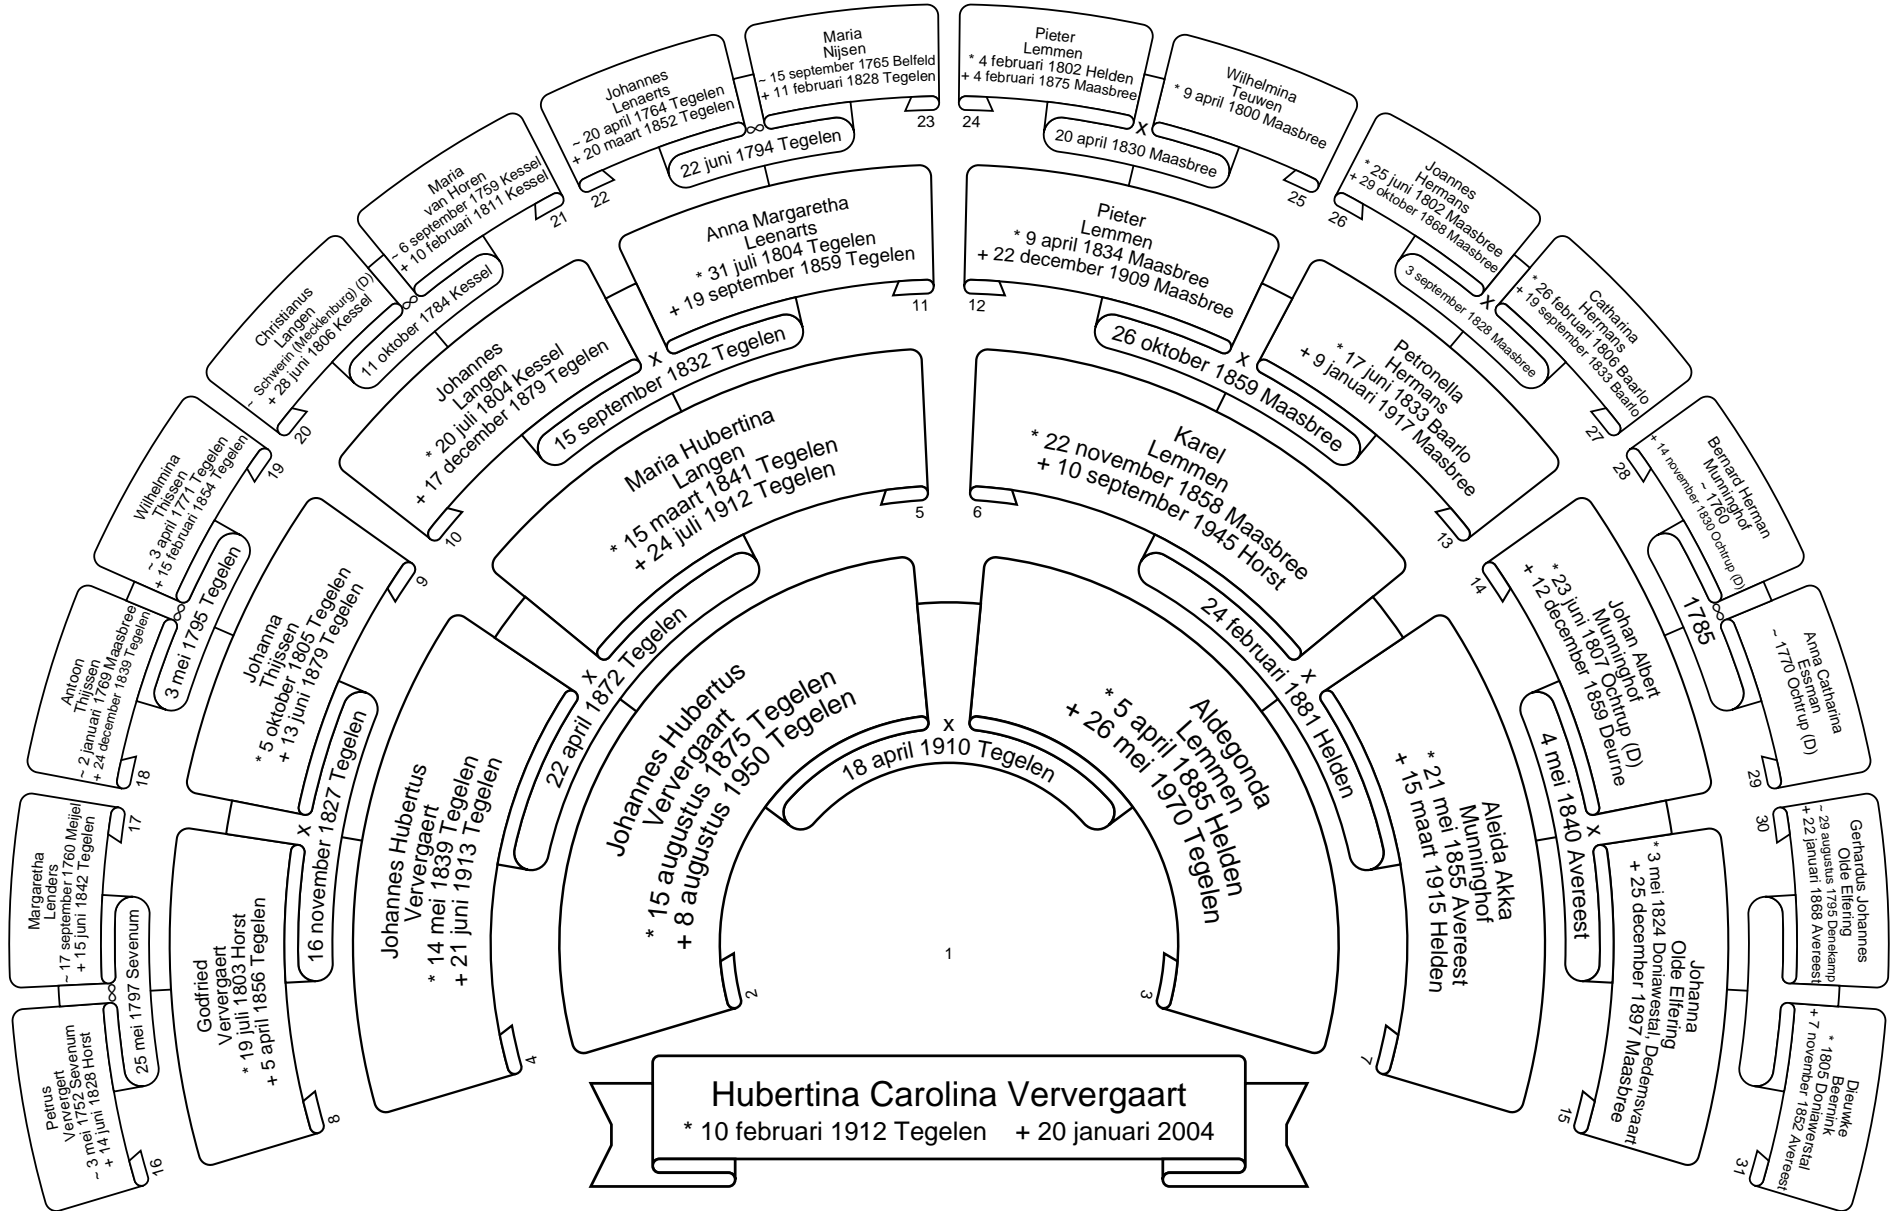 Hubertina Carolina Ververgaart
* 10 februari 1912 Tegelen + 20 januari 2004
1
Johannes Hubertus
Ververgaart
* 15 augustus 1875 Tegelen
+ 8 augustus 1950 Tegelen
2
x
18 april 1910 Tegelen
Aldegonda
Lemmen
* 5 april 1885 Helden
+ 26 mei 1970 Tegelen
3
Johannes Hubertus
Ververgaert
* 14 mei 1839 Tegelen
+ 21 juni 1913 Tegelen
4
x
22 april 1872 Tegelen
Maria Hubertina
Langen
* 15 maart 1841 Tegelen
+ 24 juli 1912 Tegelen
5
Karel
Lemmen
* 22 november 1858 Maasbree
+ 10 september 1945 Horst
6
x
24 februari 1881 Helden
Aleida Akka
Munninghof
* 21 mei 1855 Avereest
+ 15 maart 1915 Helden
7
Godfried
Ververgaert
* 19 juli 1803 Horst
+ 5 april 1856 Tegelen
8
x
16 november 1827 Tegelen
Johanna
Thijssen
* 5 oktober 1805 Tegelen
+ 13 juni 1879 Tegelen
9
Johannes
Langen
* 20 juli 1804 Kessel
+ 17 december 1879 Tegelen
10
x
15 september 1832 Tegelen
Anna Margaretha
Leenarts
* 31 juli 1804 Tegelen
+ 19 september 1859 Tegelen
11
Pieter
Lemmen
* 9 april 1834 Maasbree
+ 22 december 1909 Maasbree
12
x
26 oktober 1859 Maasbree
Petronella
Hermans
* 17 juni 1833 Baarlo
+ 9 januari 1917 Maasbree
13
Johan Albert
Munninghof
* 23 juni 1807 Ochtrup (D)
+ 12 december 1859 Deurne
14
x
4 mei 1840 Avereest
Johanna
Olde Elfering
* 3 mei 1824 Doniawestal, Dedensvaart
+ 25 december 1897 Maasbree
15
Petrus
Ververgert
~ 3 mei 1752 Sevenum
+ 14 juni 1828 Horst
16
∞
25 mei 1797 Sevenum
Margaretha
Lenders
~ 17 september 1760 Meijel
+ 15 juni 1842 Tegelen
17
Antoon
Thijssen
~ 2 januari 1769 Maasbree
+ 24 december 1839 Tegelen
18
∞
3 mei 1795 Tegelen
Wilhelmina
Thissen
~ 3 april 1771 Tegelen
+ 15 februari 1854 Tegelen
19
Christianus
Langen
~ Schwerin (Mecklenburg) (D)
+ 28 juni 1806 Kessel
20
∞
11 oktober 1784 Kessel
Maria
van Horen
~ 6 september 1759 Kessel
+ 10 februari 1811 Kessel
21
Johannes
Lenaerts
~ 20 april 1764 Tegelen
+ 20 maart 1852 Tegelen
22
∞
22 juni 1794 Tegelen
Maria
Nijsen
~ 15 september 1765 Belfeld
+ 11 februari 1828 Tegelen
23
Pieter
Lemmen
* 4 februari 1802 Helden
+ 4 februari 1875 Maasbree
24
x
20 april 1830 Maasbree
Wilhelmina
Teuwen
* 9 april 1800 Maasbree
25
Joannes
Hermans
* 25 juni 1802 Maasbree
+ 29 oktober 1868 Maasbree
26
x
3 september 1828 Maasbree
Catharina
Hermans
* 26 februari 1806 Baarlo
+ 19 september 1833 Baarlo
27
Bernard Herman
Munninghof
~ 1760
+ 14 november 1830 Ochtrup (D)
28
∞
1785
Anna Catharina
Essman
~ 1770 Ochtrup (D)
29
Gerhardus Johannes
Olde Elfering
~ 29 augustus 1795 Denekamp
+ 22 januari 1868 Avereest
30
Dieuwke
Beernink
* 1805 Doniawerstal
+ 7 november 1852 Avereest
31